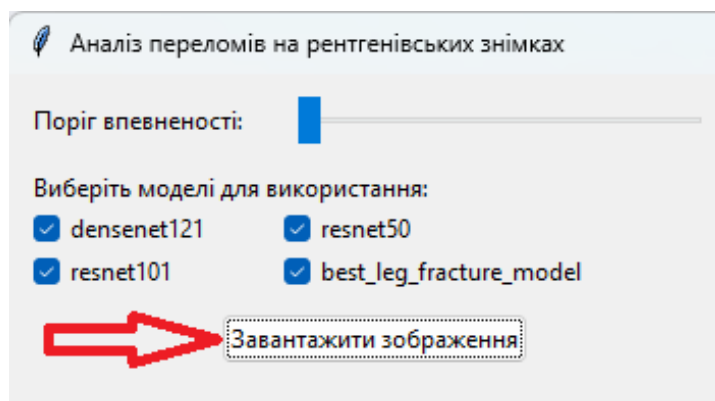 Аналіз переломів на рентгенівських знімках
Поріг впевненості:
Виберіть моделі для використання:
densenet121 resnet50
resnet101 best_leg_fracture_model
Завантажити зображення